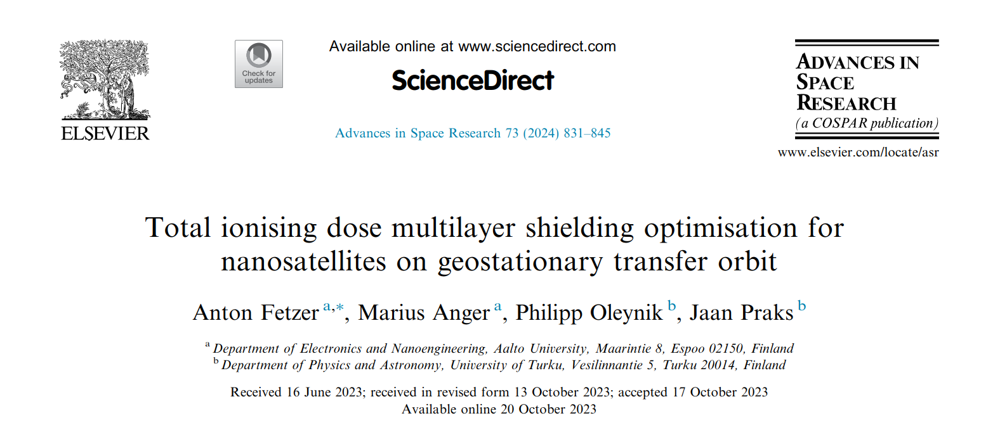 Available online at www.sciencedirect.com
Check for
updates
ScienceDirect
ADVANCES IN
SPACE
RESEARCH
(a COSPAR publication)
ELSEVIER
Advances in Space Research 73 (2024) 831–845
www.elsevier.com/locate/asr
Total ionising dose multilayer shielding optimisation for
nanosatellites on geostationary transfer orbit
Anton Fetzer a,*, Marius Anger a, Philipp Oleynik b, Jaan Praks b
a Department of Electronics and Nanoengineering, Aalto University, Maarintie 8, Espoo 02150, Finland
b Department of Physics and Astronomy, University of Turku, Vesilinnantie 5, Turku 20014, Finland
Received 16 June 2023; received in revised form 13 October 2023; accepted 17 October 2023
Available online 20 October 2023